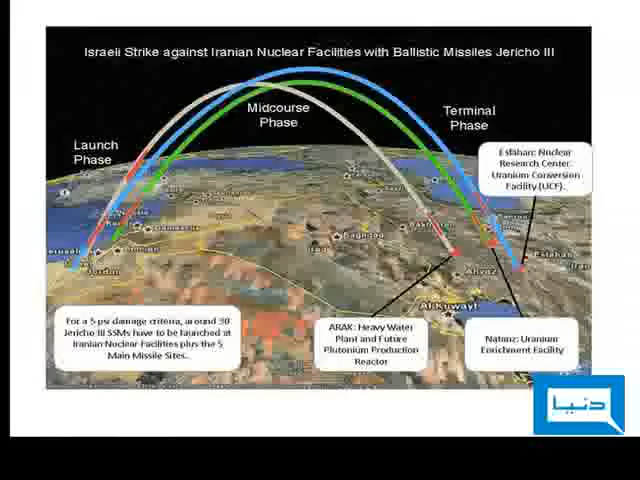 Israeli Strike against Iranian Nuclear Facilities with Ballistic Missiles Jericho III
Midcourse
Phase
Terminal
Phase
Launch
Phase
Esfahan: Nuclear
Research Center.
Uranium Conversion
Facility (UCF).
Baghdad
Esfahan
Iran
Iraq
Jordan
Ahvaz
Al Kuwayt
For a 5 psi damage criteria, around 30
Jericho III SSMs have to be launched at
Iranian Nuclear Facilities plus the 5
Main Missile Sites.
ARAK: Heavy Water
Plant and Future
Plutonium Production
Reactor
Natanz: Uranium
Enrichment Facility
دنیا